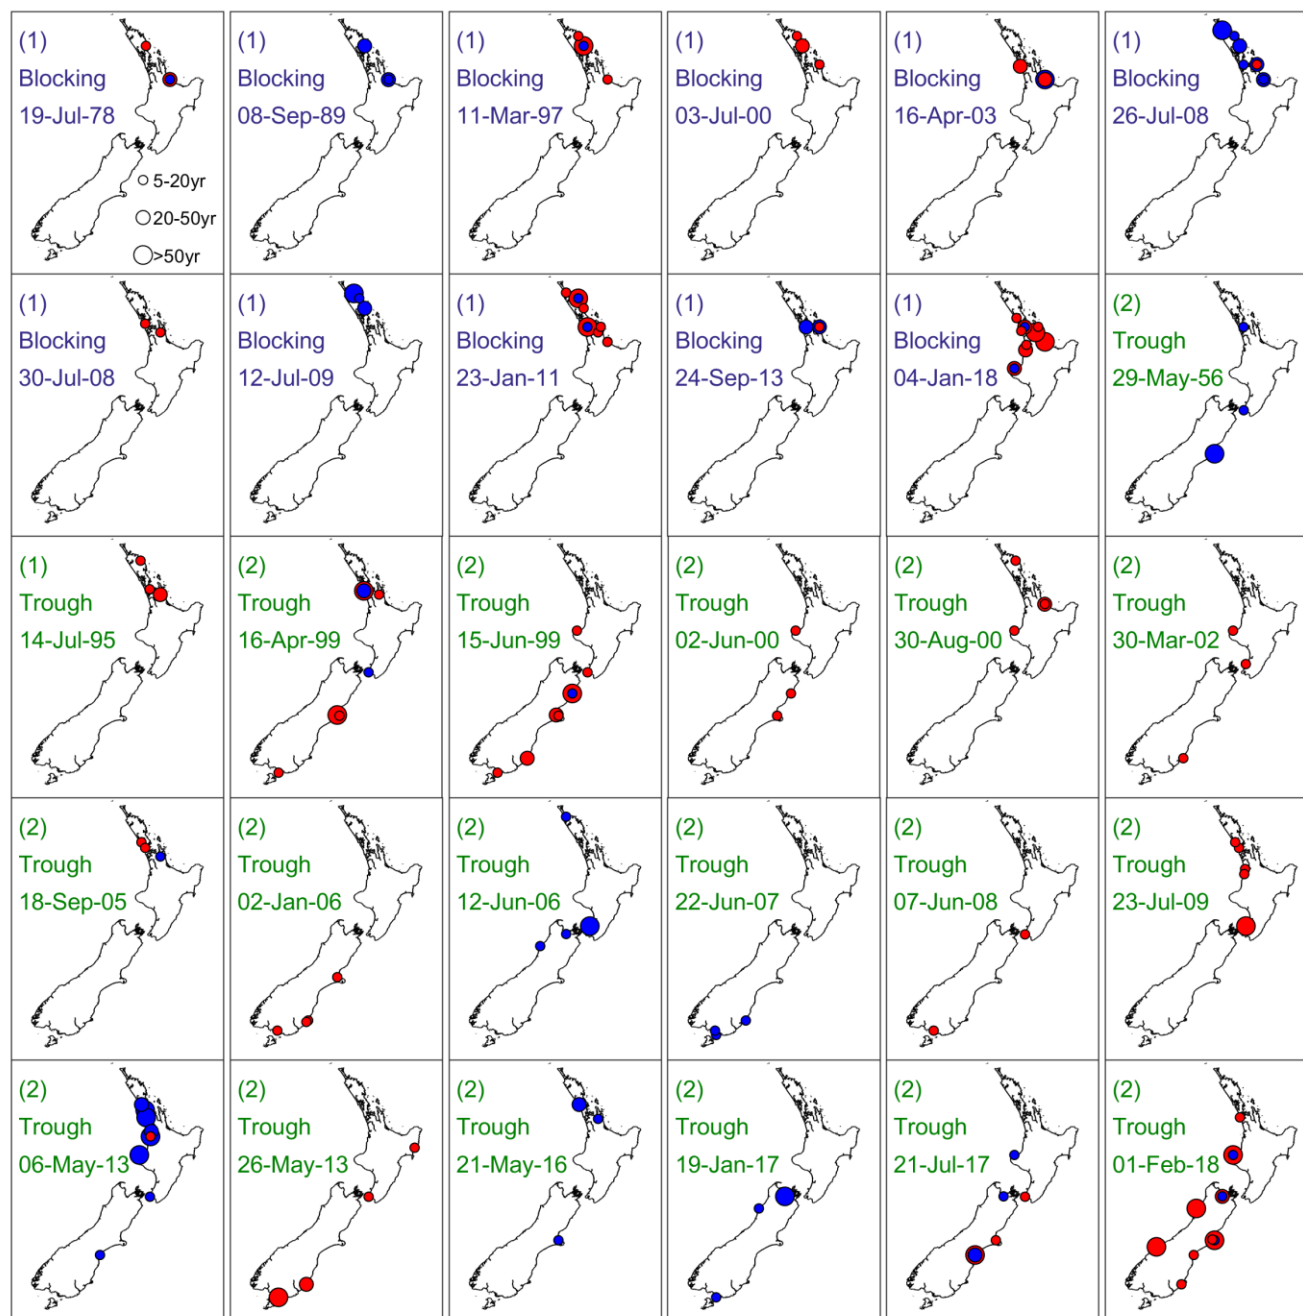 (1)
Blocking
19-Jul-78
5-20yr
20-50yr
>50yr
(1)
Blocking
08-Sep-89
(1)
Blocking
11-Mar-97
(1)
Blocking
03-Jul-00
(1)
Blocking
16-Apr-03
(1)
Blocking
26-Jul-08
(1)
Blocking
30-Jul-08
(1)
Blocking
12-Jul-09
(1)
Blocking
23-Jan-11
(1)
Blocking
24-Sep-13
(1)
Blocking
04-Jan-18
(2)
Trough
29-May-56
(1)
Trough
14-Jul-95
(2)
Trough
16-Apr-99
(2)
Trough
15-Jun-99
(2)
Trough
02-Jun-00
(2)
Trough
30-Aug-00
(2)
Trough
30-Mar-02
(2)
Trough
18-Sep-05
(2)
Trough
02-Jan-06
(2)
Trough
12-Jun-06
(2)
Trough
22-Jun-07
(2)
Trough
07-Jun-08
(2)
Trough
23-Jul-09
(2)
Trough
06-May-13
(2)
Trough
26-May-13
(2)
Trough
21-May-16
(2)
Trough
19-Jan-17
(2)
Trough
21-Jul-17
(2)
Trough
01-Feb-18